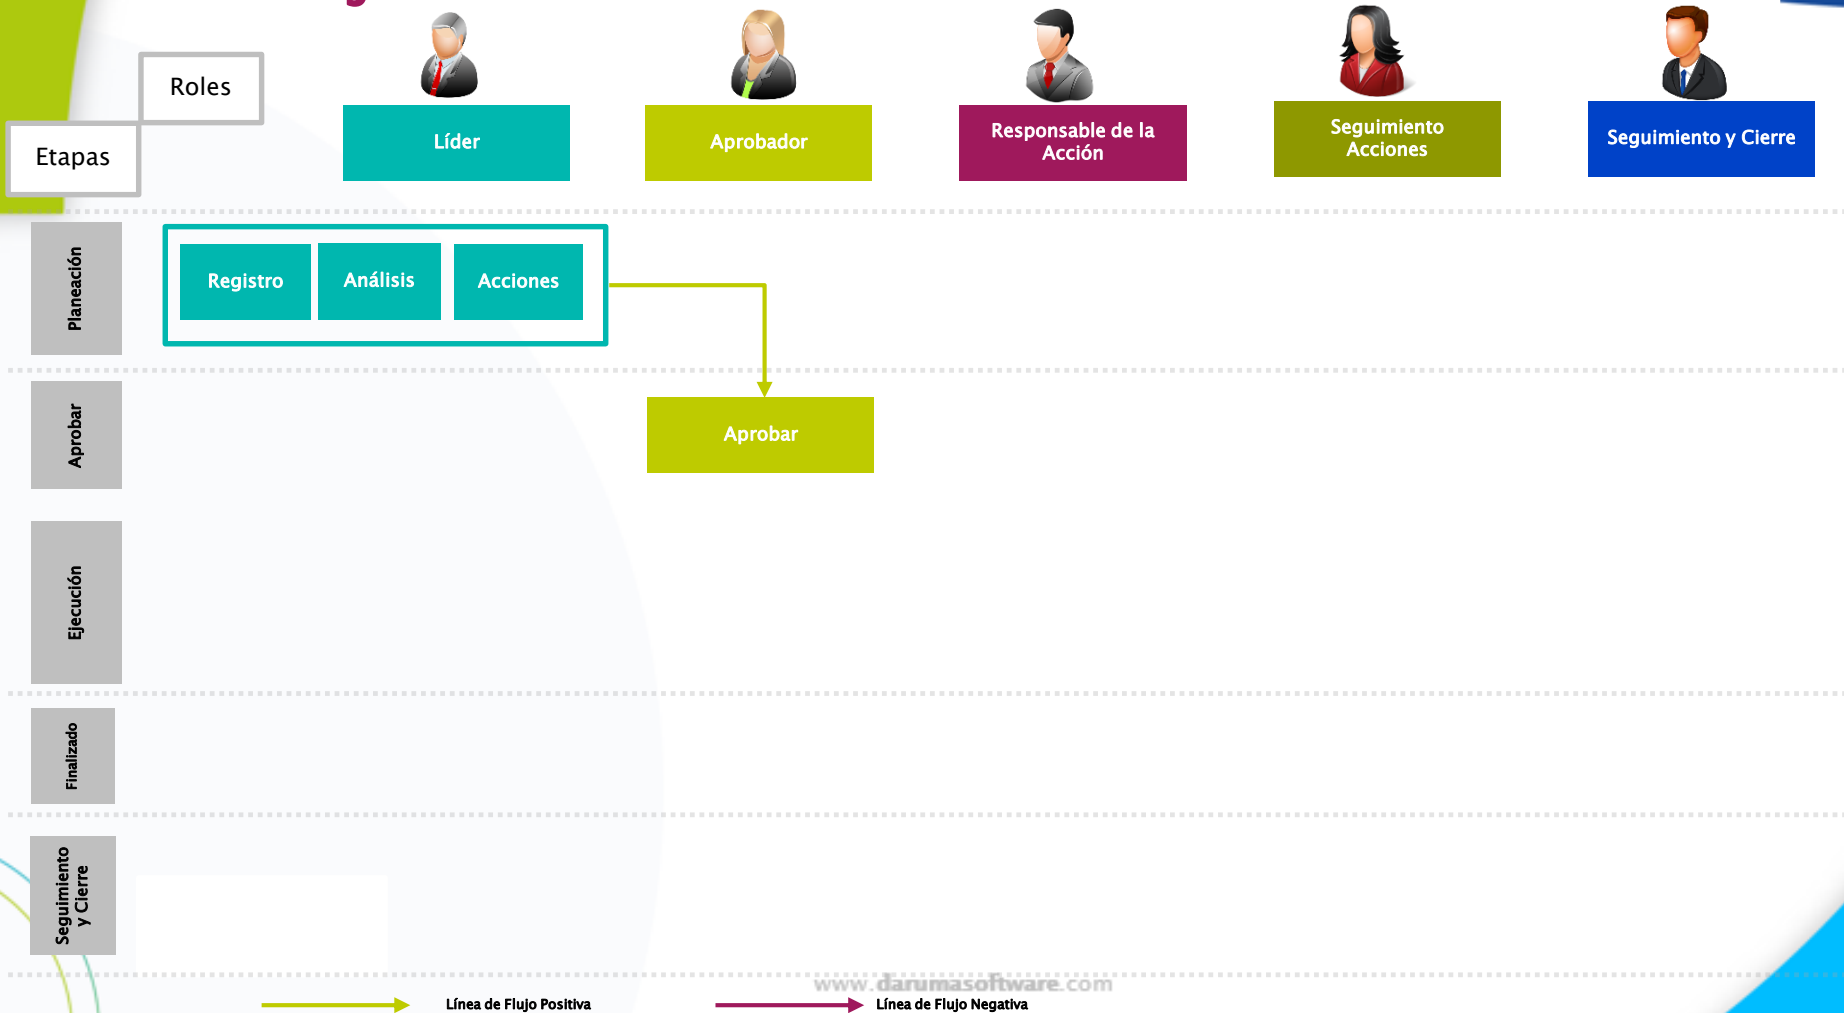 Roles
Etapas
Líder
Aprobador
Responsable de la
Acción
Seguimiento
Acciones
Seguimiento y Cierre
Planeación
Registro
Análisis
Acciones
Aprobar
Aprobar
Ejecución
Finalizado
Seguimiento
y Cierre
www.darumasoftware.com
Línea de Flujo Positiva
Línea de Flujo Negativa